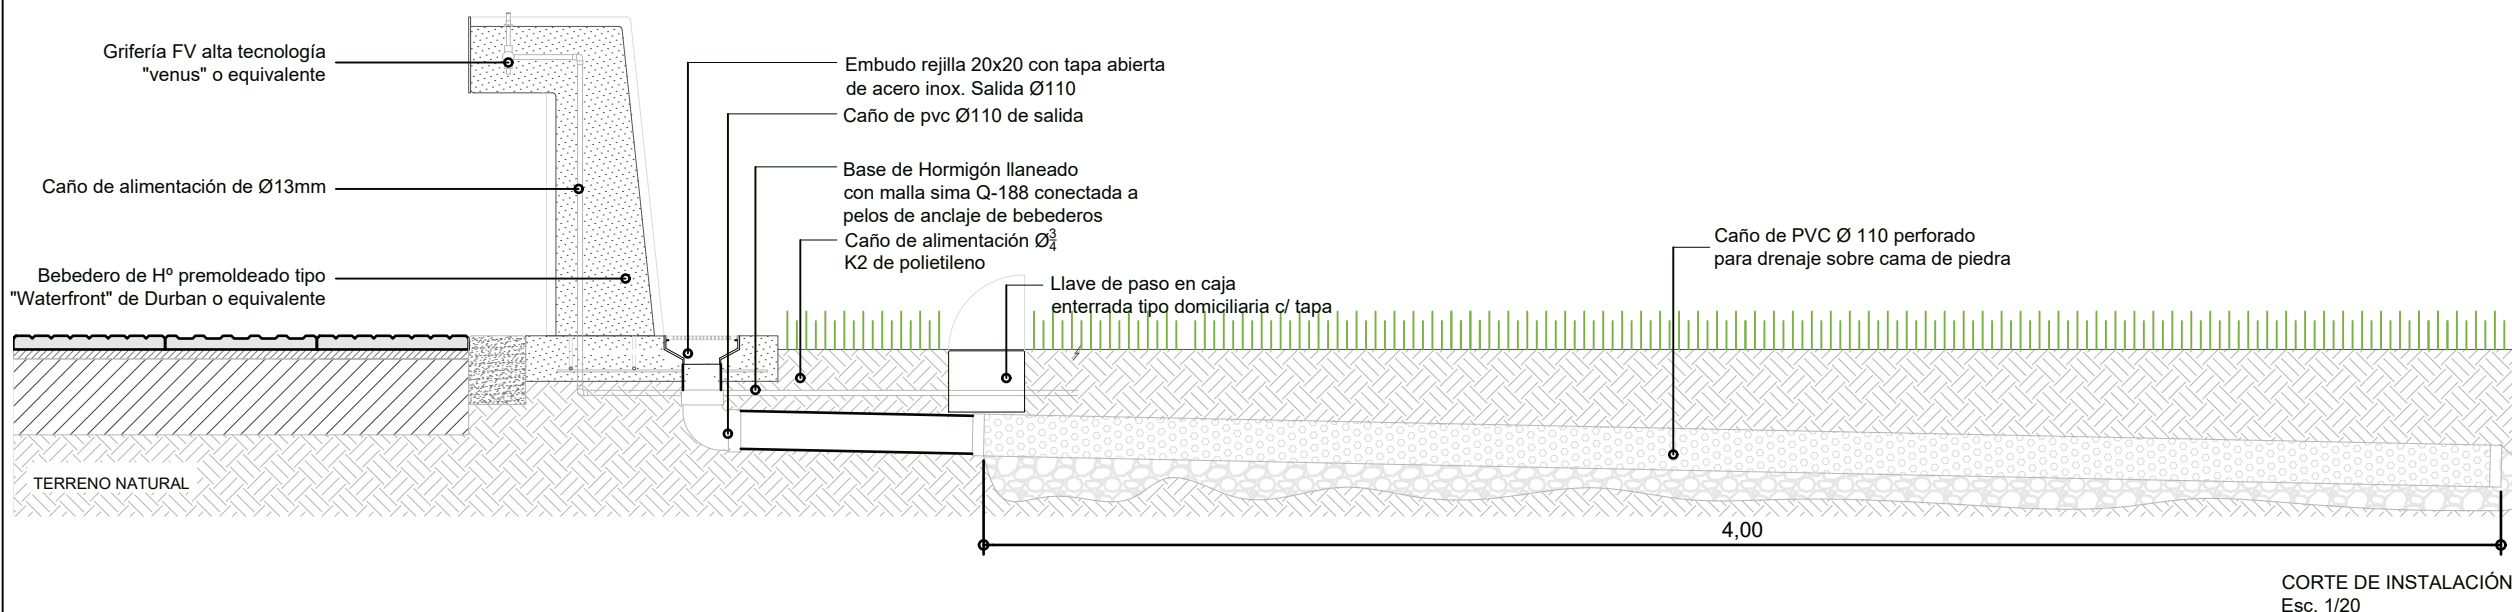 Grifería FV alta tecnología
"venus" o equivalente
Caño de alimentación de Ø13mm
Bebedero de Hº premoldeado tipo
"Waterfront" de Durban o equivalente
Embudo rejilla 20x20 con tapa abierta
de acero inox. Salida Ø110
Caño de pvc Ø110 de salida
Base de Hormigón llaneado
con malla sima Q-188 conectada a
pelos de anclaje de bebederos
Caño de alimentación Ø3/4
K2 de polietileno
Llave de paso en caja
enterrada tipo domiciliaria c/ tapa
Caño de PVC Ø 110 perforado
para drenaje sobre cama de piedra
TERRENO NATURAL
4,00
CORTE DE INSTALACIÓN
Esc. 1/20